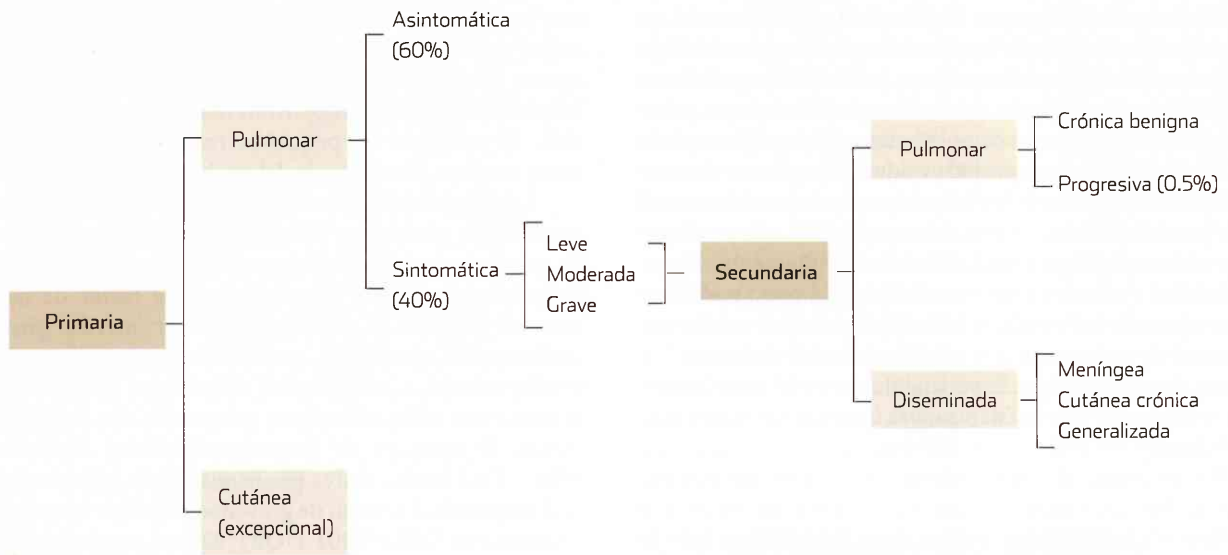 Primaria
Pulmonar
Asintomática
(60%)
Sintomática
(40%)
Leve
Moderada
Grave
Cutánea
(excepcional)
Secundaria
Pulmonar
Crónica benigna
Progresiva (0.5%)
Diseminada
Meníngea
Cutánea crónica
Generalizada